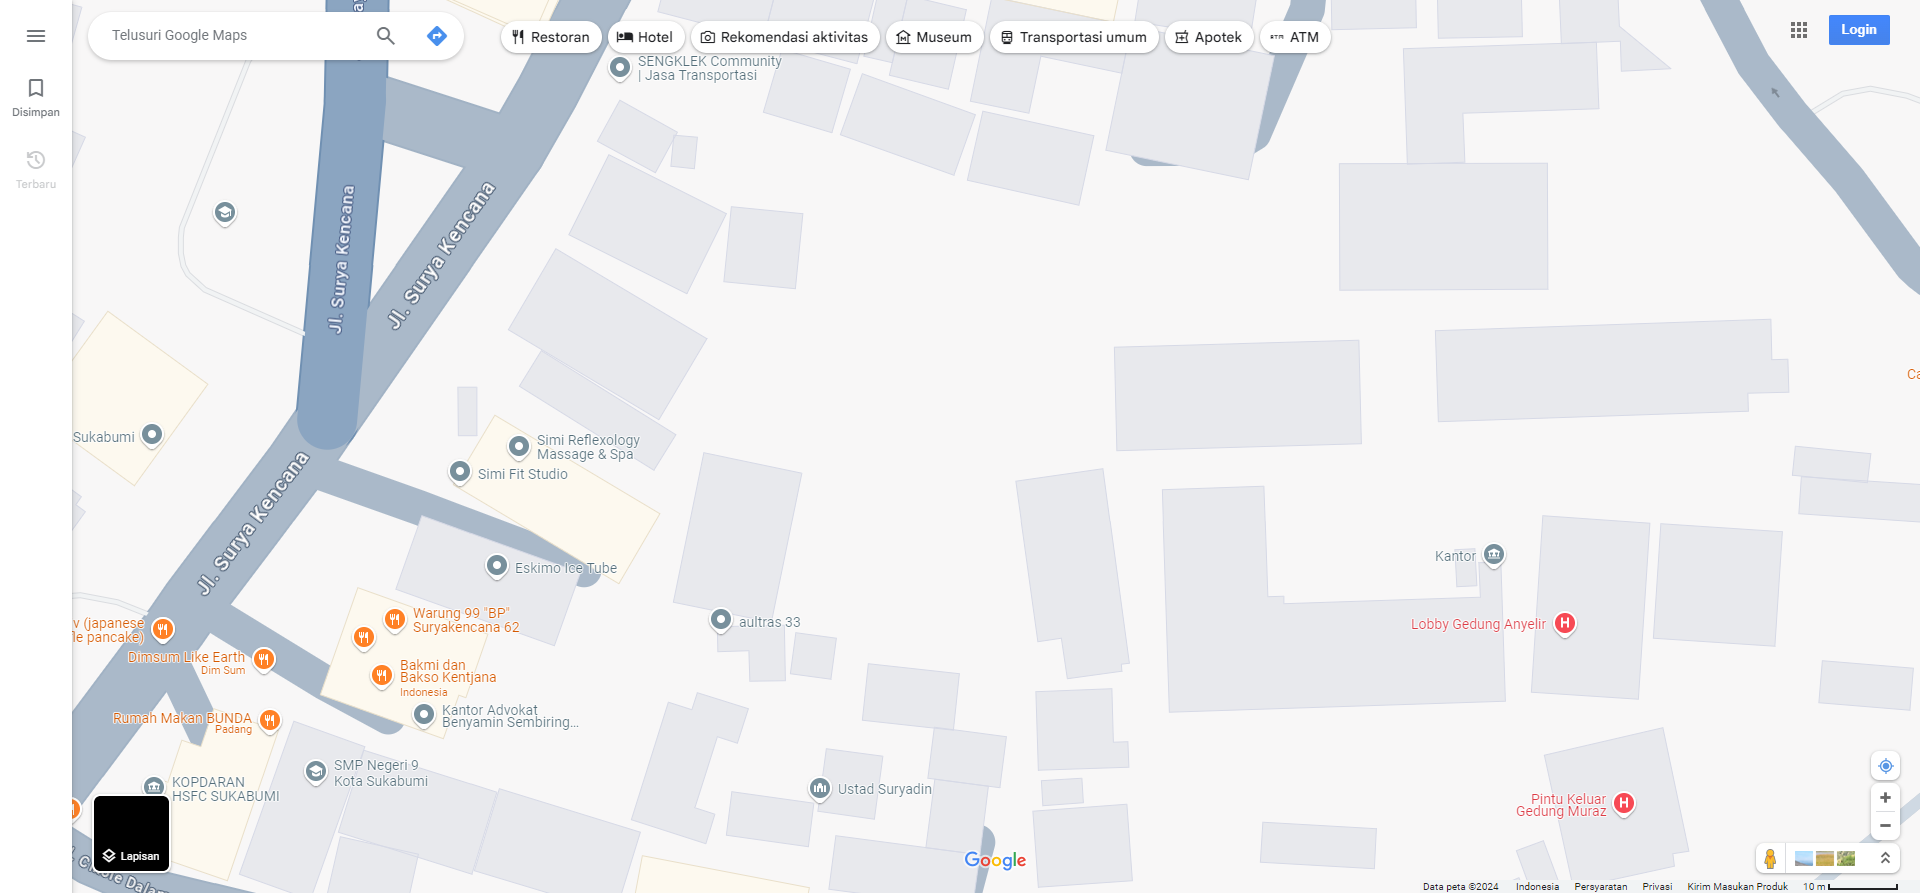 Telusuri Google Maps
Restoran
Hotel
Rekomendasi aktivitas
Museum
Transportasi umum
Apotek
ATM
Login
Disimpan
Terbaru
SENGKLEK Community
| Jasa Transportasi
Jl. Surya Kencana
Jl. Surya Kencana
Jl. Surya Kencana
Sukabumi
Simi Reflexology
Massage & Spa
Simi Fit Studio
Eskimo Ice Tube
Warung 99 "BP"
Suryakencana 62
Bakmi dan
Bakso Kentjana
Indonesia
Kantor Advokat
Benyamin Sembiring...
v (japanese
fle pancake)
Dimsum Like Earth
Dim Sum
Rumah Makan BUNDA
Padang
SMP Negeri 9
Kota Sukabumi
KOPDARAN
HSFC SUKABUMI
aultras 33
Ustad Suryadin
Kantor
Lobby Gedung Anyelir
Pintu Keluar
Gedung Muraz
Ca
Lapisan
Google
Data peta ©2024
Indonesia
Persyaratan
Privasi
Kirim Masukan Produk
10 m